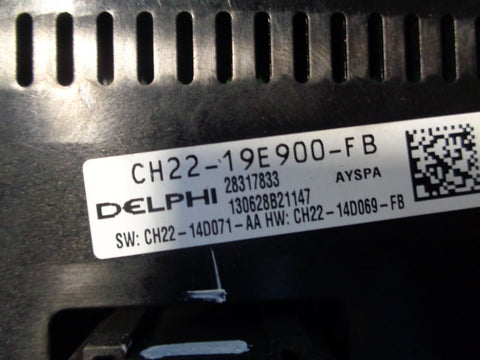 CH22-19E900-FB
DELPHI 28317833 AYSPA
130628B21147
SW: CH22-14D071-AA HW: CH22-14D069-FB